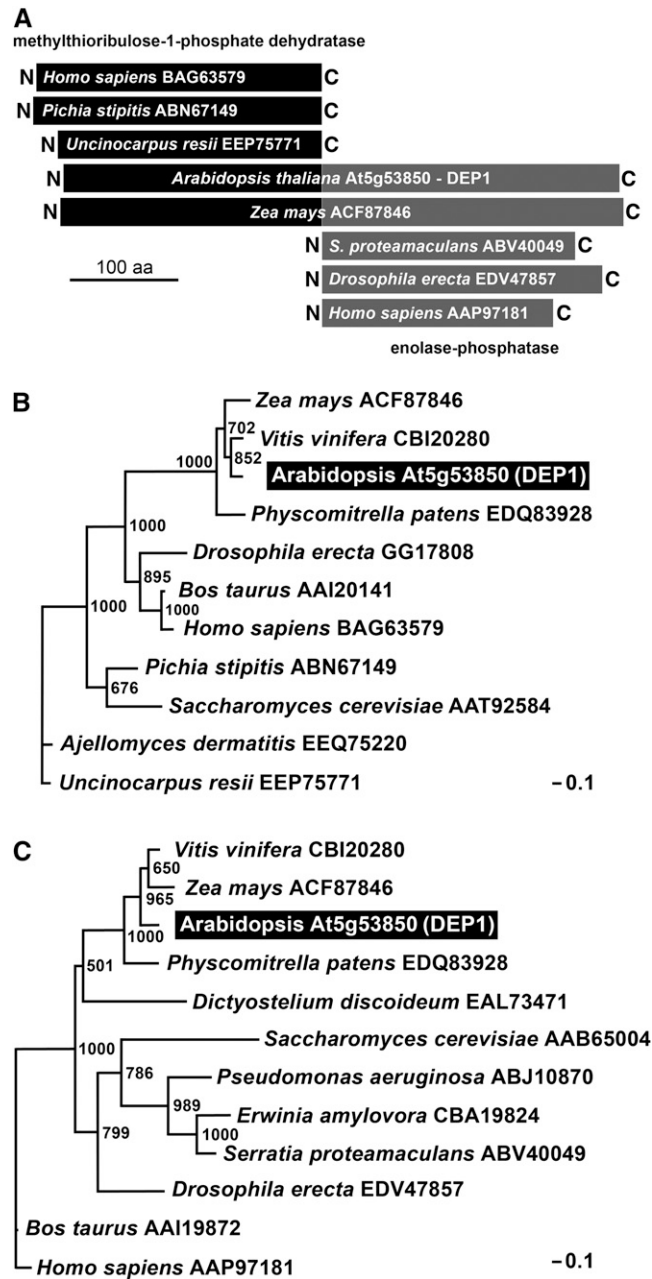 A
methylthioribulose-1-phosphate dehydratase
N Homo sapiens BAG63579 C
N Pichia stipitis ABN67149 C
N Uncinocarpus resii EEP75771 C
N Arabidopsis thaliana At5g53850 - DEP1 C
N Zea mays ACF87846 C
N S. proteamaculans ABV40049 C
100 aa
N Drosophila erecta EDV47857 C
N Homo sapiens AAP97181 C
enolase-phosphatase
B
Zea mays ACF87846
702
Vitis vinifera CBI20280
852
1000
Arabidopsis At5g53850 (DEP1)
Physcomitrella patens EDQ83928
1000
Drosophila erecta GG17808
895
Bos taurus AAI20141
1000
1000
Homo sapiens BAG63579
Pichia stipitis ABN67149
676
Saccharomyces cerevisiae AAT92584
Ajellomyces dermatitis EEQ75220
Uncinocarpus resii EEP75771
0.1
C
Vitis vinifera CBI20280
650
Zea mays ACF87846
965
Arabidopsis At5g53850 (DEP1)
1000
Physcomitrella patens EDQ83928
501
Dictyostelium discoideum EAL73471
Saccharomyces cerevisiae AAB65004
1000
786
Pseudomonas aeruginosa ABJ10870
989
Erwinia amylovora CBA19824
1000
799
Serratia proteamaculans ABV40049
Drosophila erecta EDV47857
Bos taurus AAI19872
Homo sapiens AAP97181
0.1